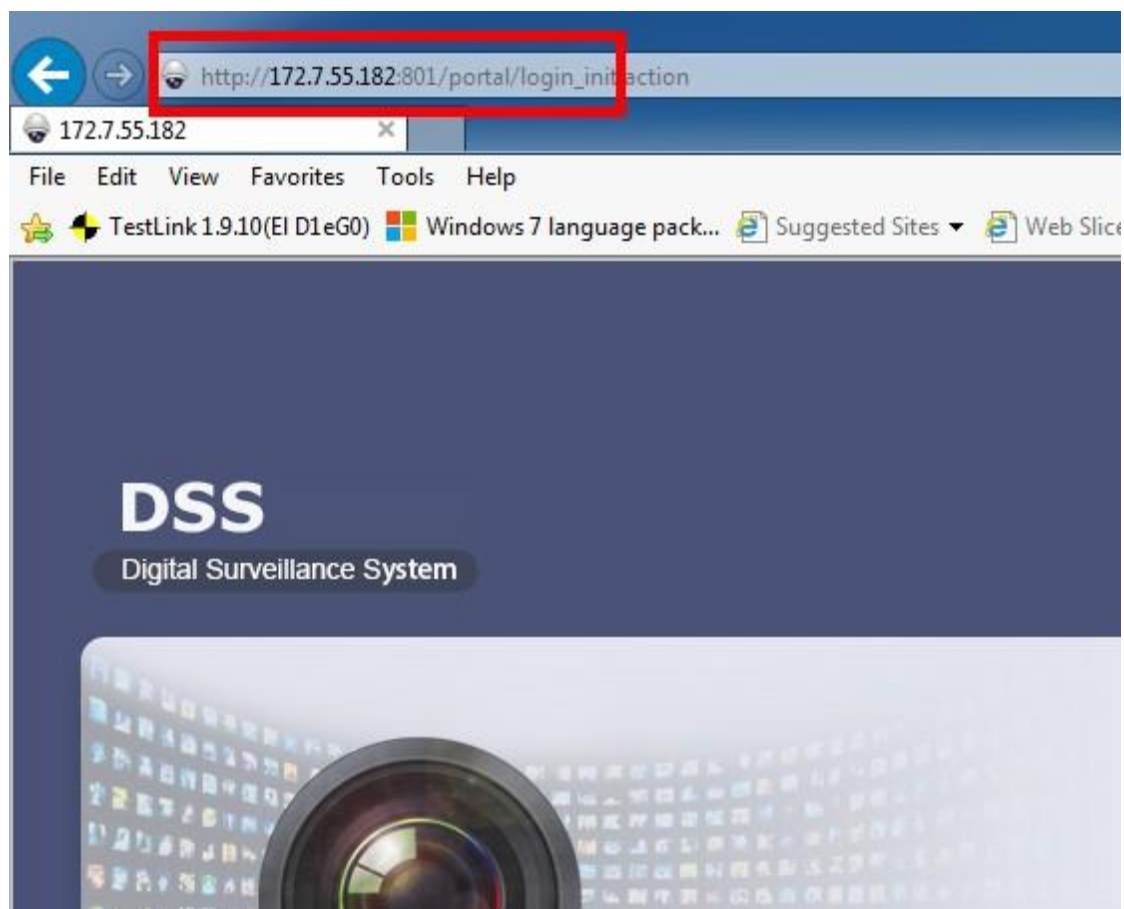 http://172.7.55.182:801/portal/login_init.action
172.7.55.182
File Edit View Favorites Tools Help
TestLink 1.9.10(El D1eG0) Windows 7 language pack... Suggested Sites Web Slice
DSS
Digital Surveillance System